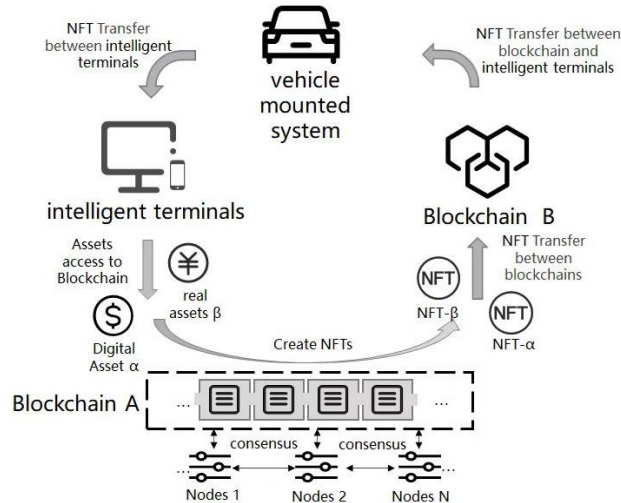 NFT Transfer
between intelligent
terminals
vehicle
mounted
system
NFT Transfer between
blockchain and
intelligent terminals
intelligent terminals
Blockchain B
Assets
access to
Blockchain
¥
real
assets β
$
Digital
Asset α
Create NFTs
NFT
NFT-β
NFT Transfer
between
blockchains
NFT
NFT-α
Blockchain A
...
...
consensus
consensus
...
...
Nodes 1
Nodes 2
Nodes N